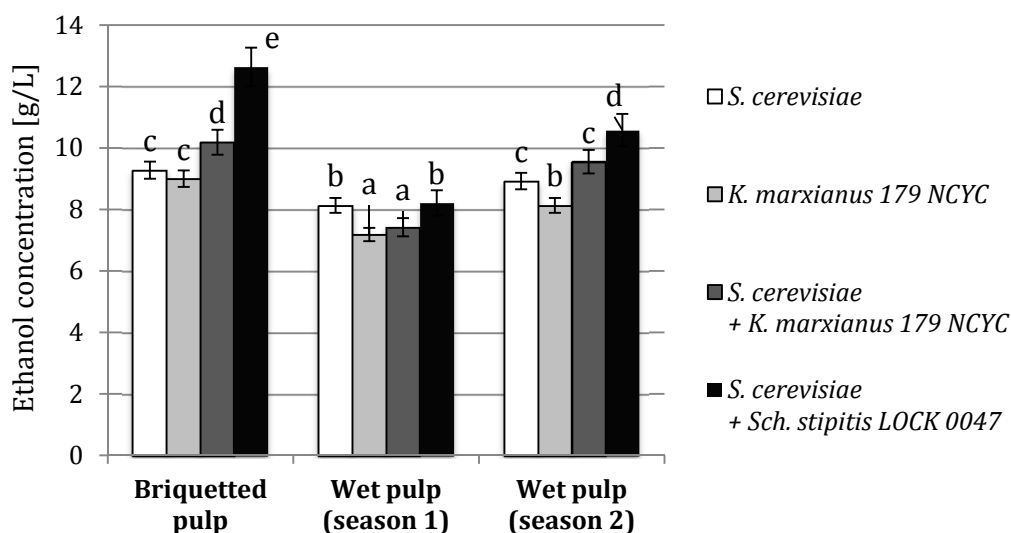 Ethanol concentration [g/L]
14
12
10
8
6
4
2
0
c
c
d
e
b
a
a
b
c
b
c
d
Briquetted
pulp
Wet pulp
(season 1)
Wet pulp
(season 2)
S. cerevisiae
K. marxianus 179 NCYC
S. cerevisiae
+ K. marxianus 179 NCYC
S. cerevisiae
+ Sch. stipitis LOCK 0047